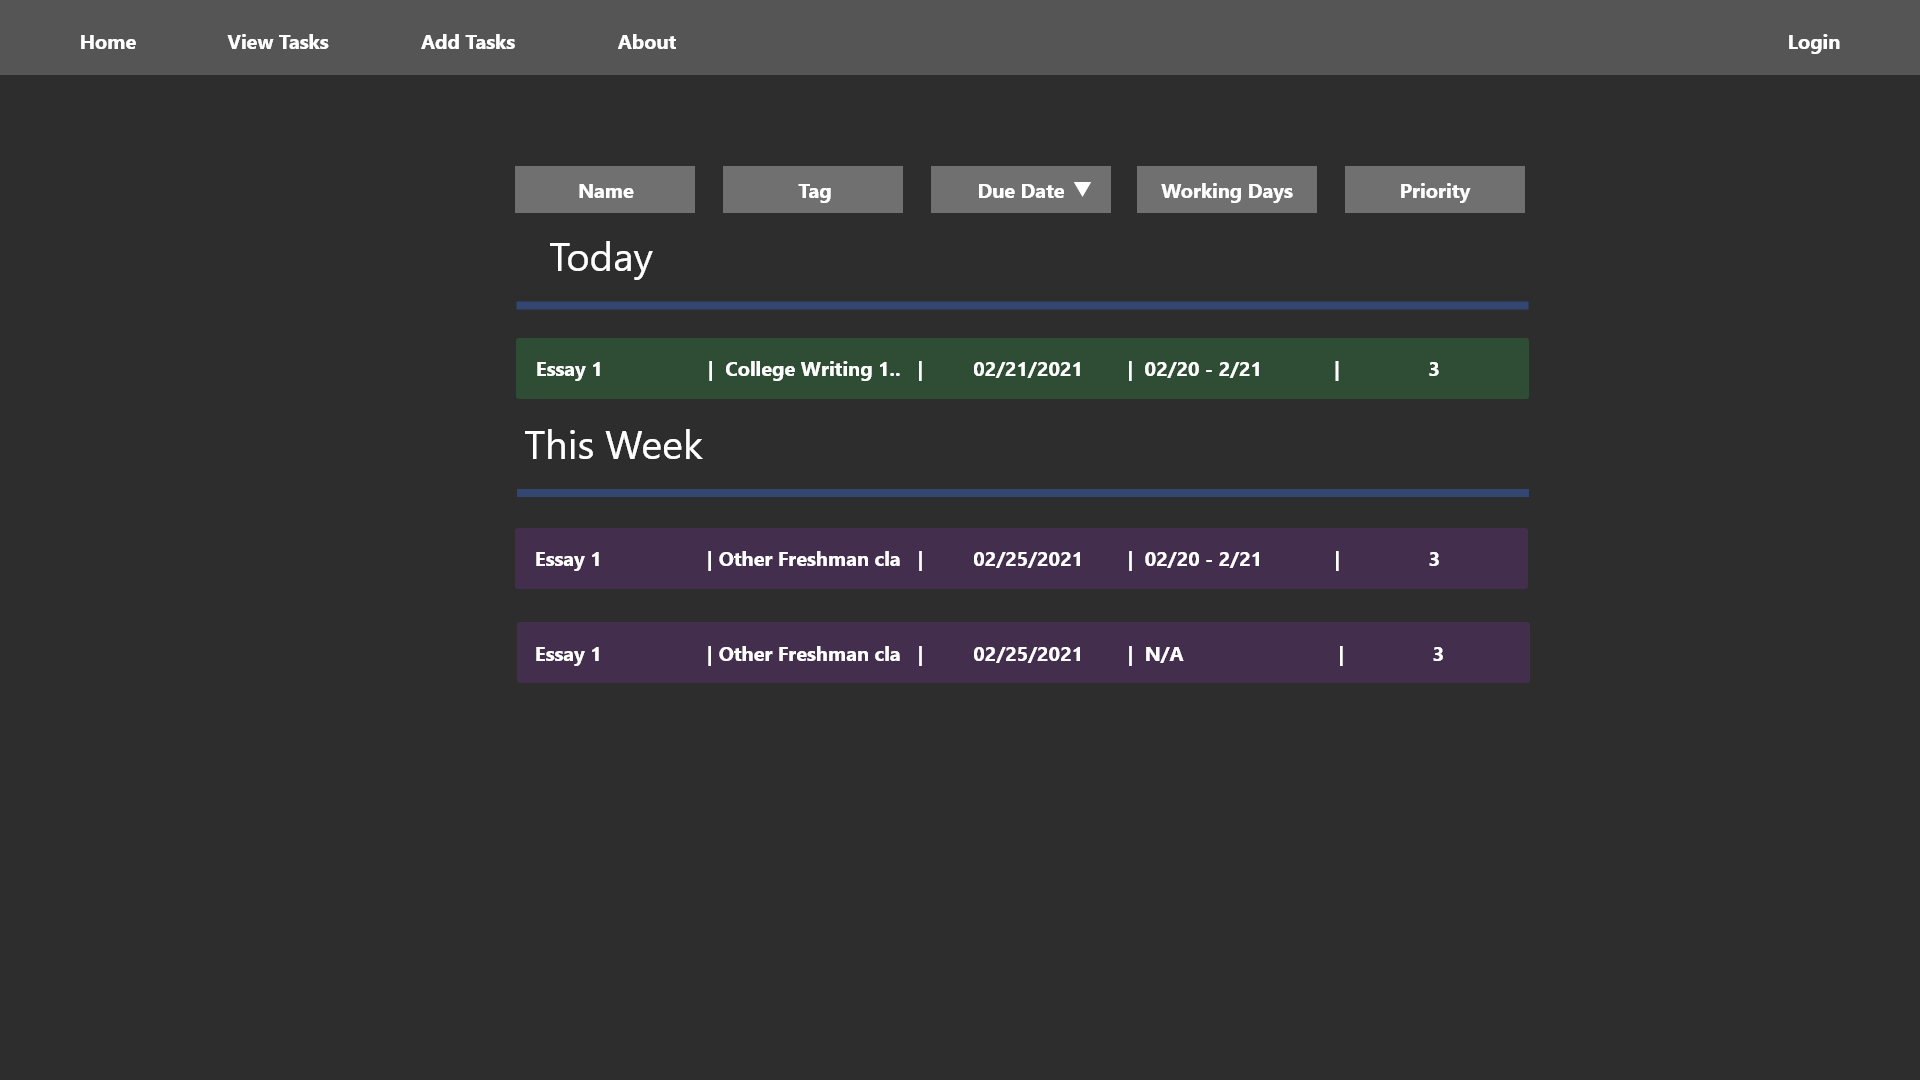 Home View Tasks Add Tasks About Login
Name Tag Due Date ▼ Working Days Priority
Today
Essay 1 | College Writing 1.. | 02/21/2021 | 02/20 - 2/21 | 3
This Week
Essay 1 | Other Freshman cla | 02/25/2021 | 02/20 - 2/21 | 3
Essay 1 | Other Freshman cla | 02/25/2021 | N/A | 3